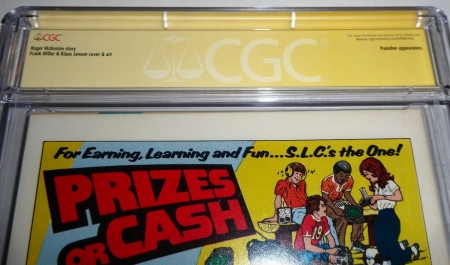 CGC
Roger McKenzie story
Frank Miller & Klaus Janson cover & art
CGC
Punisher appearance.
For Earning, Learning and Fun...S.L.C.'s the One!
PRIZES
OR CASH
19